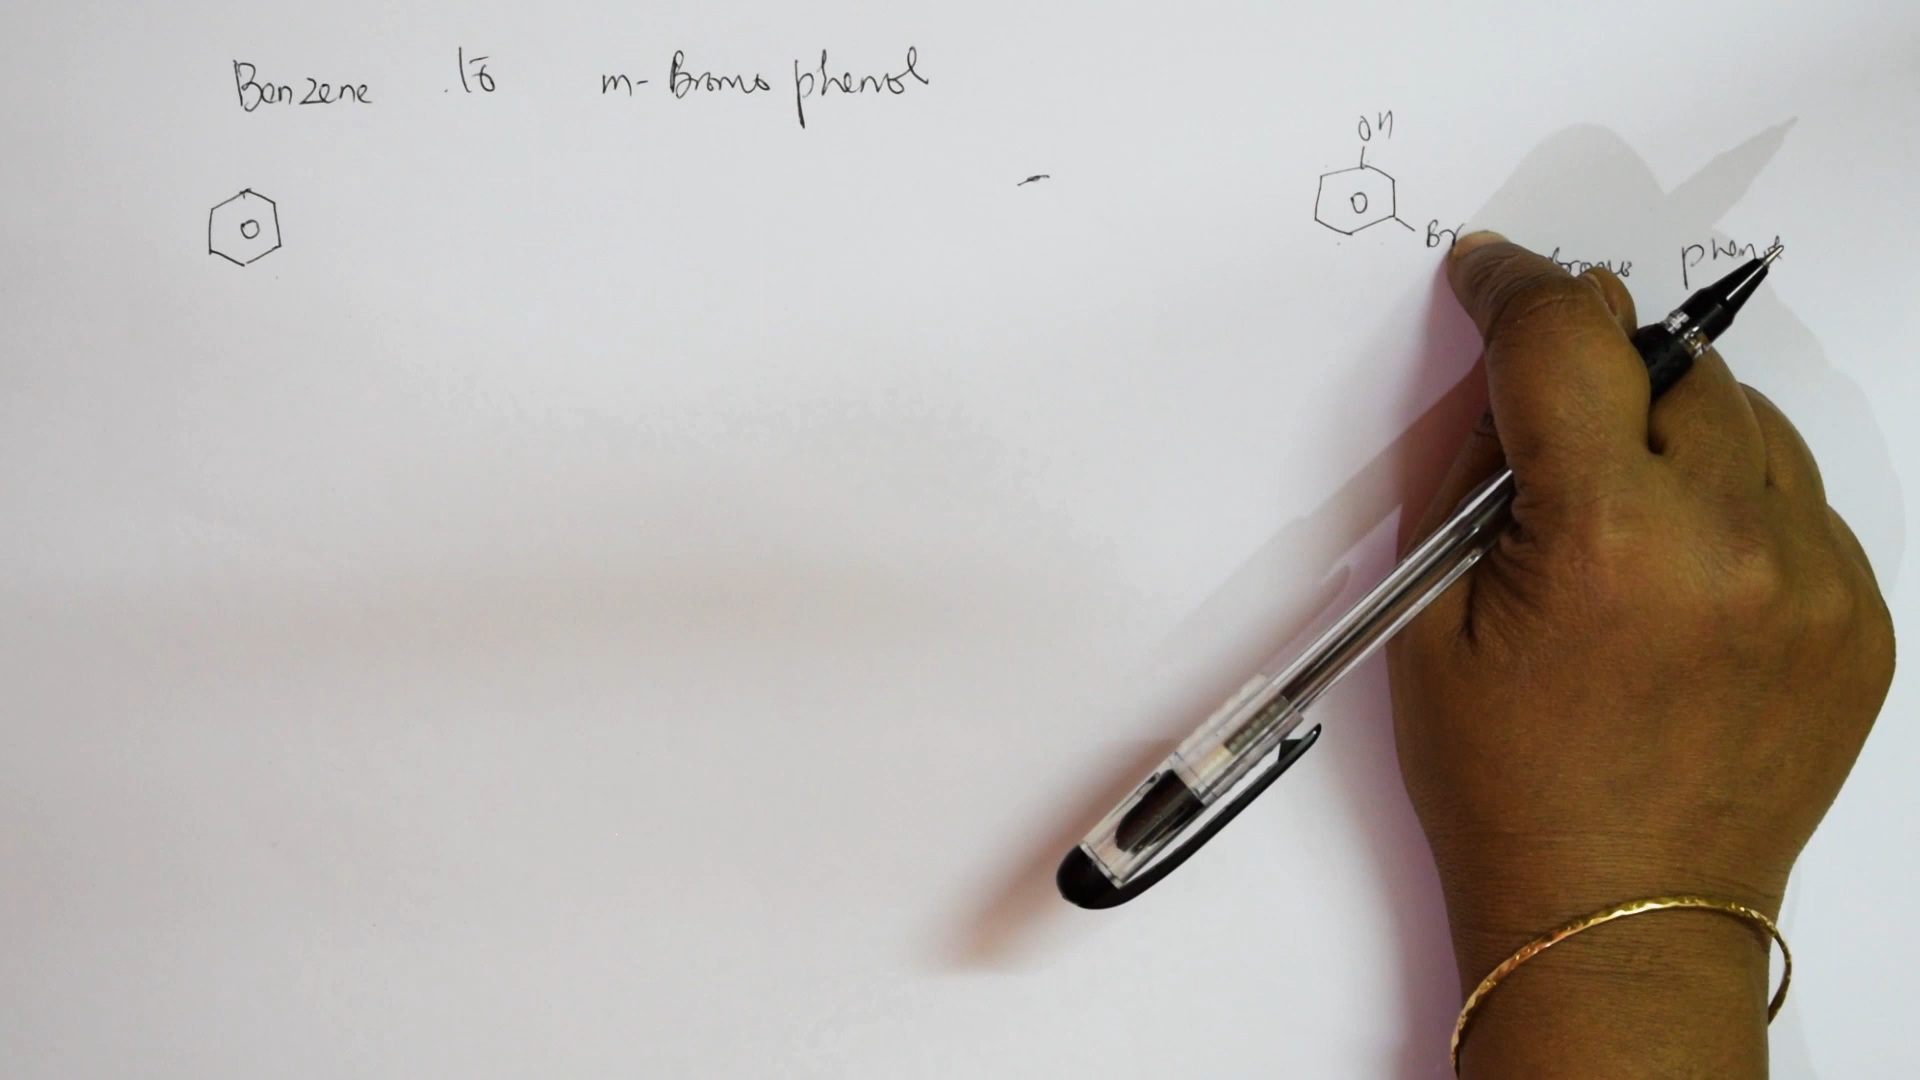 Benzene to m- Bromo phenol
OH
Br
phenol